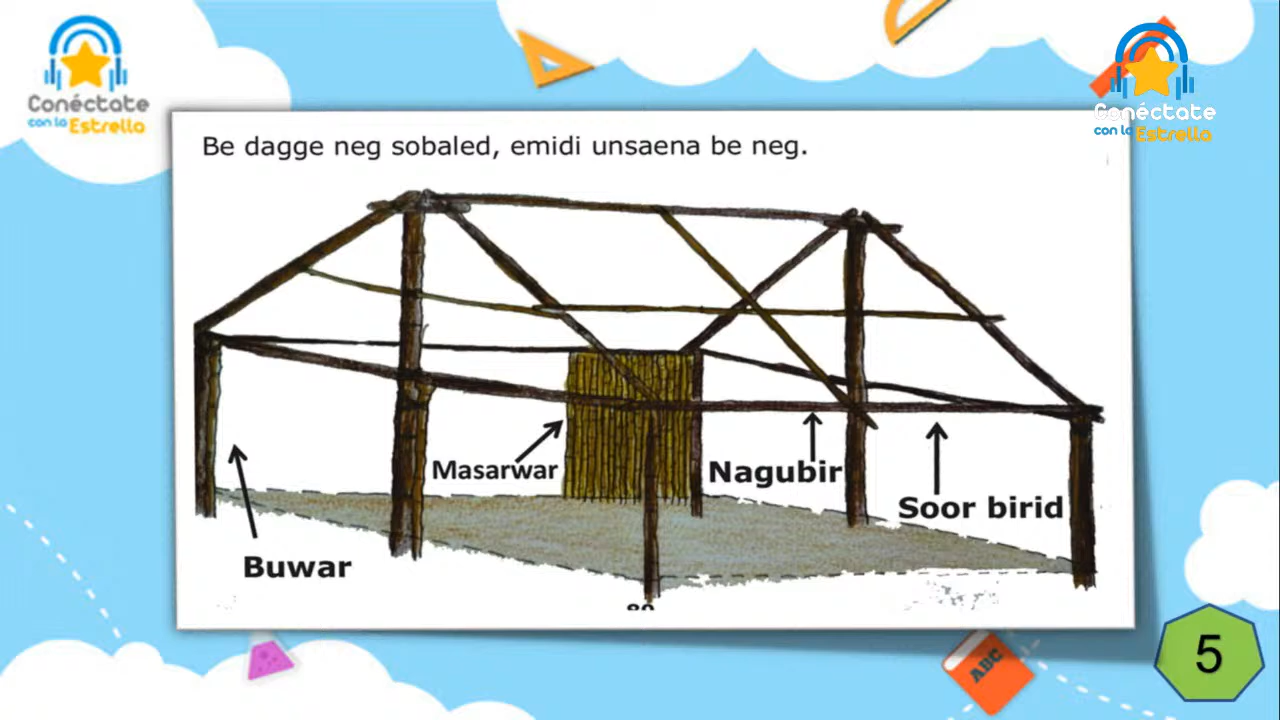 Conéctate
con la Estrella
Conéctate
con la Estrella
Be dagge neg sobaled, emidi unsaena be neg.
Masarwar
Nagubir
Soor birid
Buwar
ABC
5